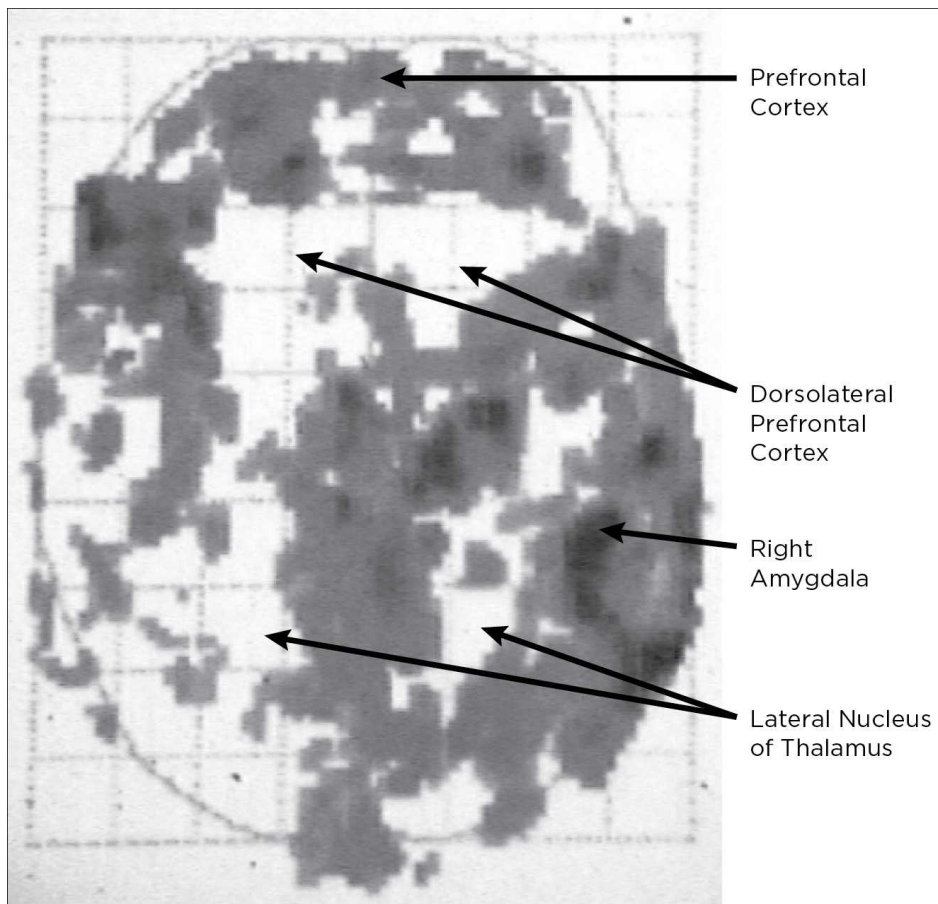 Prefrontal
Cortex
Dorsolateral
Prefrontal
Cortex
Right
Amygdala
Lateral Nucleus
of Thalamus